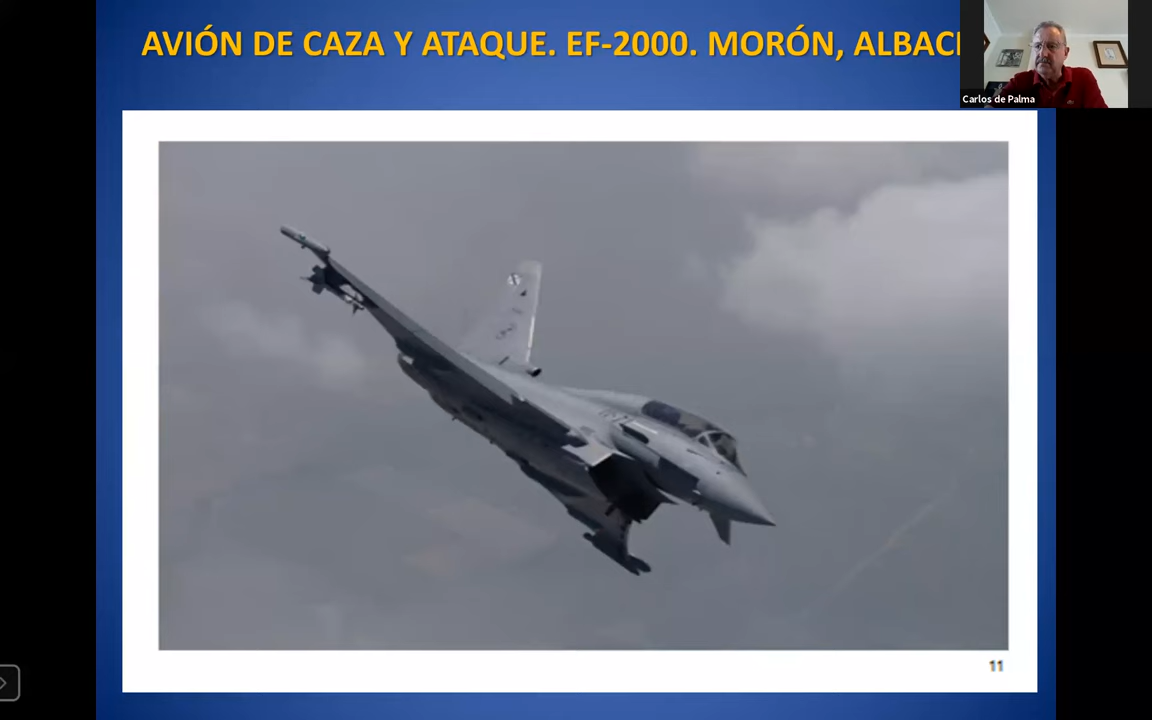 AVIÓN DE CAZA Y ATAQUE. EF-2000. MORÓN, ALBAC
Carlos de Palma
11